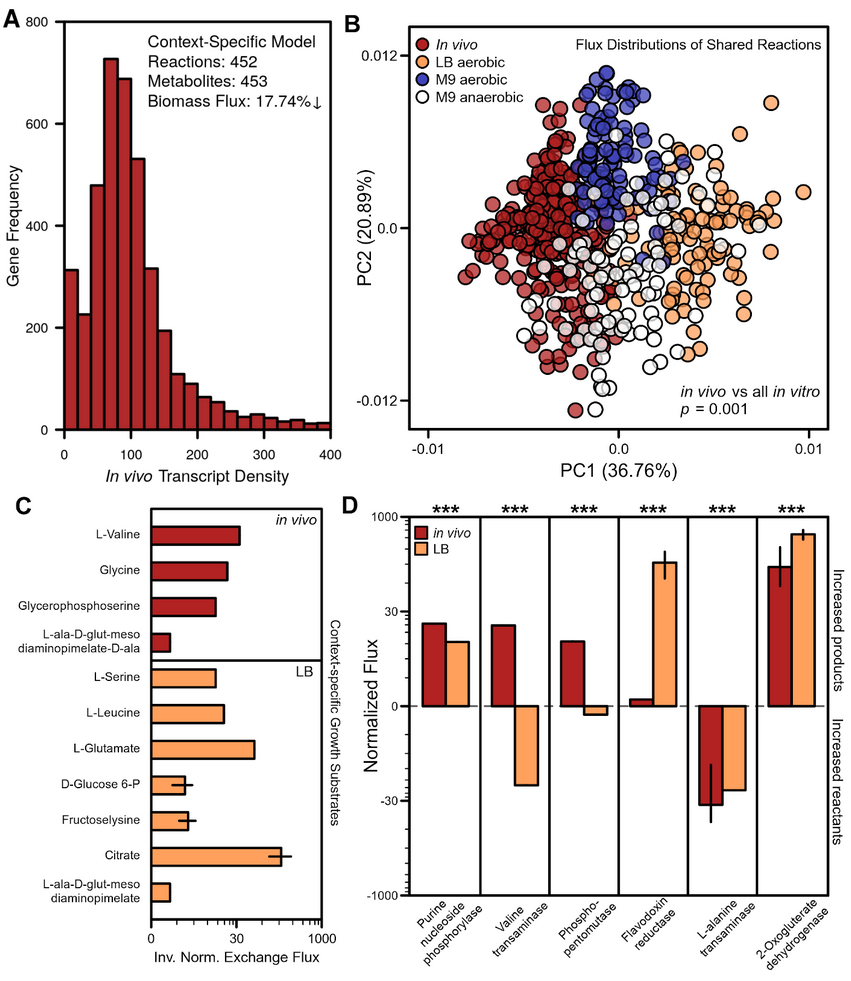 A
800
600
400
200
0
Gene Frequency
Context-Specific Model
Reactions: 452
Metabolites: 453
Biomass Flux: 17.74%↓
0 100 200 300 400
In vivo Transcript Density
B
0.012
0.0
-0.012
PC2 (20.89%)
In vivo
LB aerobic
M9 aerobic
M9 anaerobic
Flux Distributions of Shared Reactions
in vivo vs all in vitro
p = 0.001
-0.01 0.0 0.01
PC1 (36.76%)
C
in vivo
L-Valine
Glycine
Glycerophosphoserine
L-ala-D-glut-meso
diaminopimelate-D-ala
LB
L-Serine
L-Leucine
L-Glutamate
D-Glucose 6-P
Fructoselysine
Citrate
L-ala-D-glut-meso
diaminopimelate
Context-specific Growth Substrates
0 30 1000
Inv. Norm. Exchange Flux
D
*** *** *** *** *** ***
1000
30
0
-30
-1000
Normalized Flux
in vivo
LB
Increased products
Increased reactants
Purine
nucleoside
phosphorylase
Valine
transaminase
Phospho-
pentomutase
Flavodoxin
reductase
L-alanine
transaminase
2-Oxogluterate
dehydrogenase